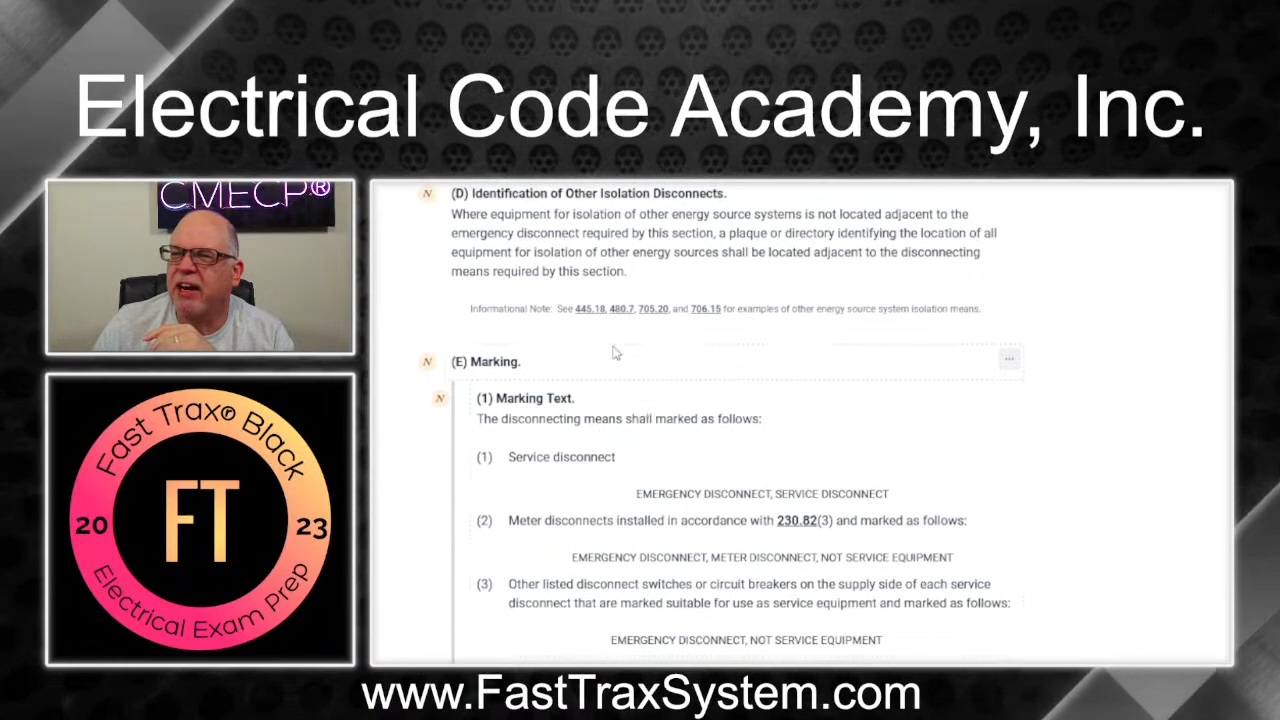 Electrical Code Academy, Inc.
CMECP®
N (D) Identification of Other Isolation Disconnects.
Where equipment for isolation of other energy source systems is not located adjacent to the
emergency disconnect required by this section, a plaque or directory identifying the location of all
equipment for isolation of other energy sources shall be located adjacent to the disconnecting
means required by this section.
Informational Note: See 445.18, 480.7, 705.20, and 706.15 for examples of other energy source system isolation means.
N (E) Marking.
...
N (1) Marking Text.
The disconnecting means shall marked as follows:
(1) Service disconnect
EMERGENCY DISCONNECT, SERVICE DISCONNECT
(2) Meter disconnects installed in accordance with 230.82(3) and marked as follows:
EMERGENCY DISCONNECT, METER DISCONNECT, NOT SERVICE EQUIPMENT
(3) Other listed disconnect switches or circuit breakers on the supply side of each service
disconnect that are marked suitable for use as service equipment and marked as follows:
EMERGENCY DISCONNECT, NOT SERVICE EQUIPMENT
Fast Trax® Black
FT
20 23
Electrical Exam Prep
www.FastTraxSystem.com